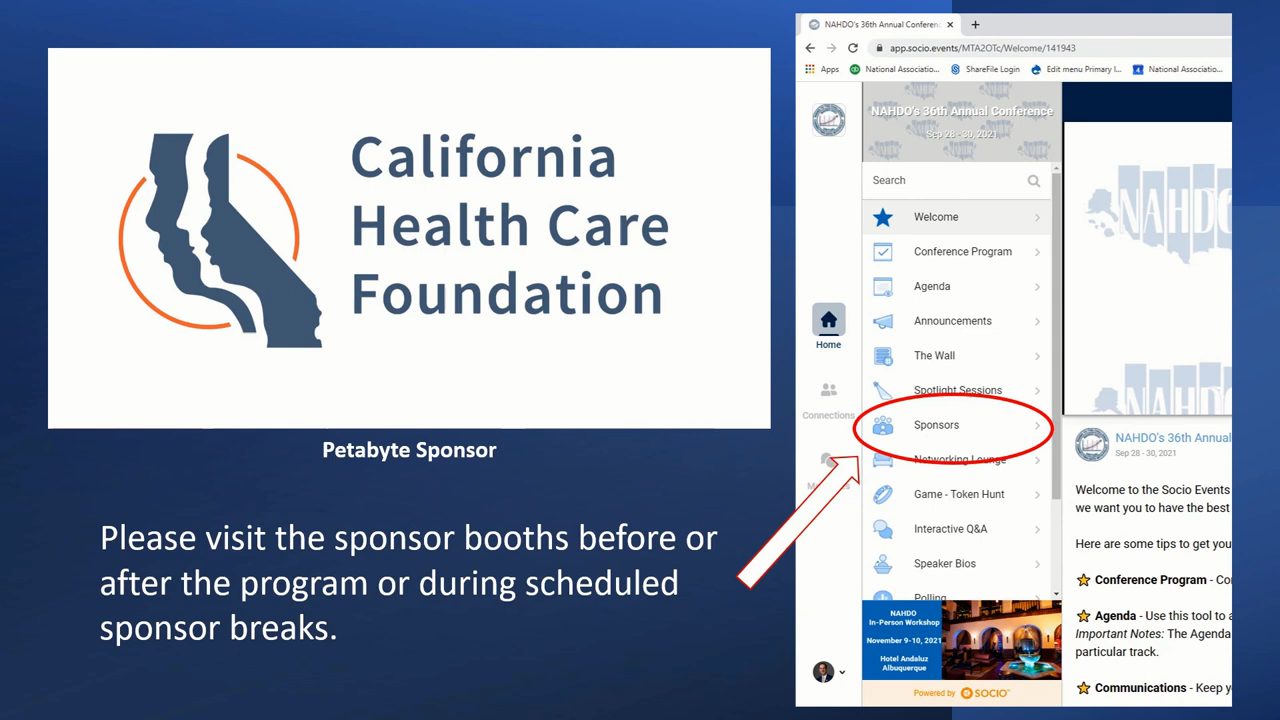 California
Health Care
Foundation
Petabyte Sponsor
Please visit the sponsor booths before or
after the program or during scheduled
sponsor breaks.
NAHDO's 36th Annual Conferenc
app.socio.events/MTA2OTc/Welcome/141943
Apps National Associatio... ShareFile Login Edit menu Primary l... National Associatio...
NAHDO's 36th Annual Conference
Sep 28 - 30, 2021
Search
Welcome
Conference Program
Agenda
Announcements
The Wall
Spotlight Sessions
Sponsors
Networking Lounge
Game - Token Hunt
Interactive Q&A
Speaker Bios
Polling
Home
Connections
NAHDO
In-Person Workshop
November 9-10, 2021
Hotel Andaluz
Albuquerque
Powered by SOCIO
NAHDO
NAHDO's 36th Annual
Sep 28 - 30, 2021
Welcome to the Socio Events
we want you to have the best
Here are some tips to get you
Conference Program - Co
Agenda - Use this tool to a
Important Notes: The Agenda
particular track.
Communications - Keep y